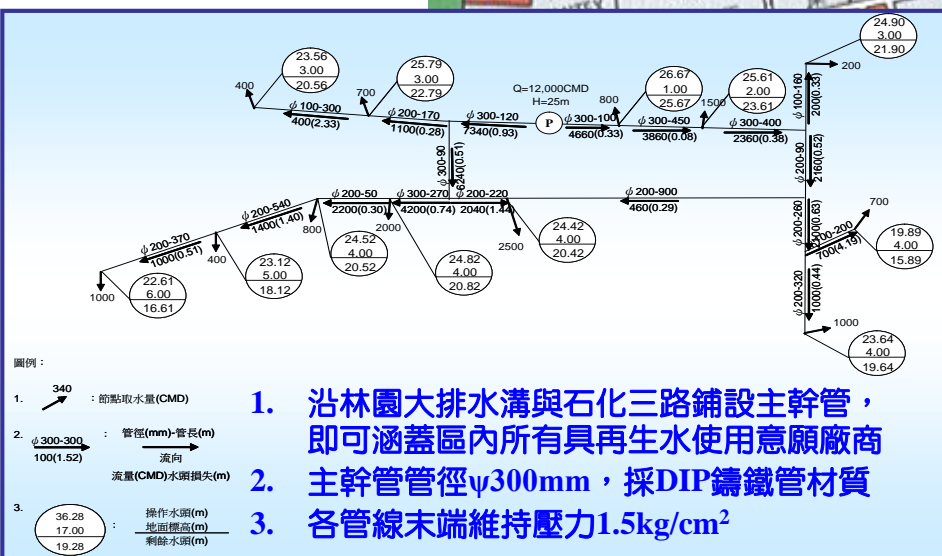 24.90
3.00
21.90
200
φ100-160
200(0.33)
23.56
3.00
20.56
400
φ100-300
400(2.33)
25.79
3.00
22.79
700
φ200-170
1100(0.28)
φ300-120
7340(0.93)
Q=12,000CMD
H=25m
P
φ300-100
4660(0.33)
800
26.67
1.00
25.67
φ300-450
3860(0.08)
1500
25.61
2.00
23.61
φ300-400
2360(0.38)
φ300-90
6240(0.51)
φ200-90
2160(0.52)
φ200-540
1400(1.40)
φ200-50
2200(0.30)
φ300-270
4200(0.74)
φ200-220
2040(1.44)
φ200-900
460(0.29)
φ200-260
(0.63)
-200
700(4.19)
700
19.89
4.00
15.89
φ200-370
1000(0.51)
1000
22.61
6.00
16.61
400
23.12
5.00
18.12
800
24.52
4.00
20.52
2000
24.82
4.00
20.82
2500
24.42
4.00
20.42
φ200-320
1000(0.44)
1000
23.64
4.00
19.64
圖例：
1. 340 ：節點取水量(CMD)
2. φ300-300 ： 管徑(mm)-管長(m)
100(1.52) 流向
流量(CMD)水頭損失(m)
3. 36.28 操作水頭(m)
17.00 ： 地面標高(m)
19.28 剩餘水頭(m)
1. 沿林園大排水溝與石化三路鋪設主幹管，
即可涵蓋區內所有具再生水使用意願廠商
2. 主幹管管徑ψ300mm，採DIP鑄鐵管材質
3. 各管線末端維持壓力1.5kg/cm²